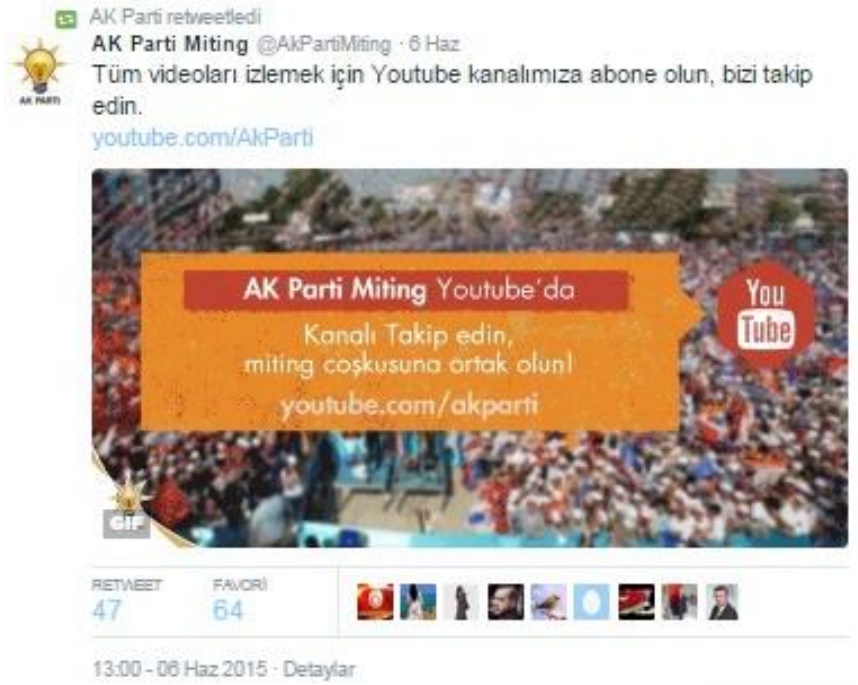 AK Parti retweetledi
AK Parti Miting @AkPartiMiting · 6 Haz
AK PARTİ
Tüm videoları izlemek için Youtube kanalımıza abone olun, bizi takip
edin.
youtube.com/AkParti
AK Parti Miting Youtube'da
Kanalı Takip edin,
miting coşkusuna ortak olun!
youtube.com/akparti
You
Tube
GIF
RETWEET FAVORİ
47 64
13:00 - 06 Haz 2015 · Detaylar